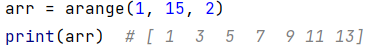 arr = arange(1, 15, 2)
print(arr)  # [ 1  3  5  7  9 11 13]